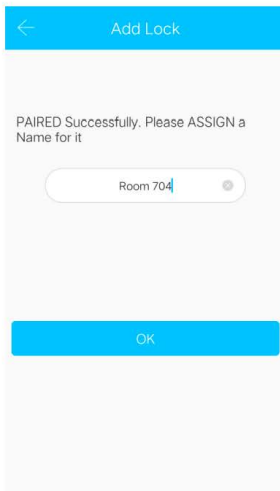 Add Lock
PAIRED Successfully. Please ASSIGN a
Name for it
Room 704
OK